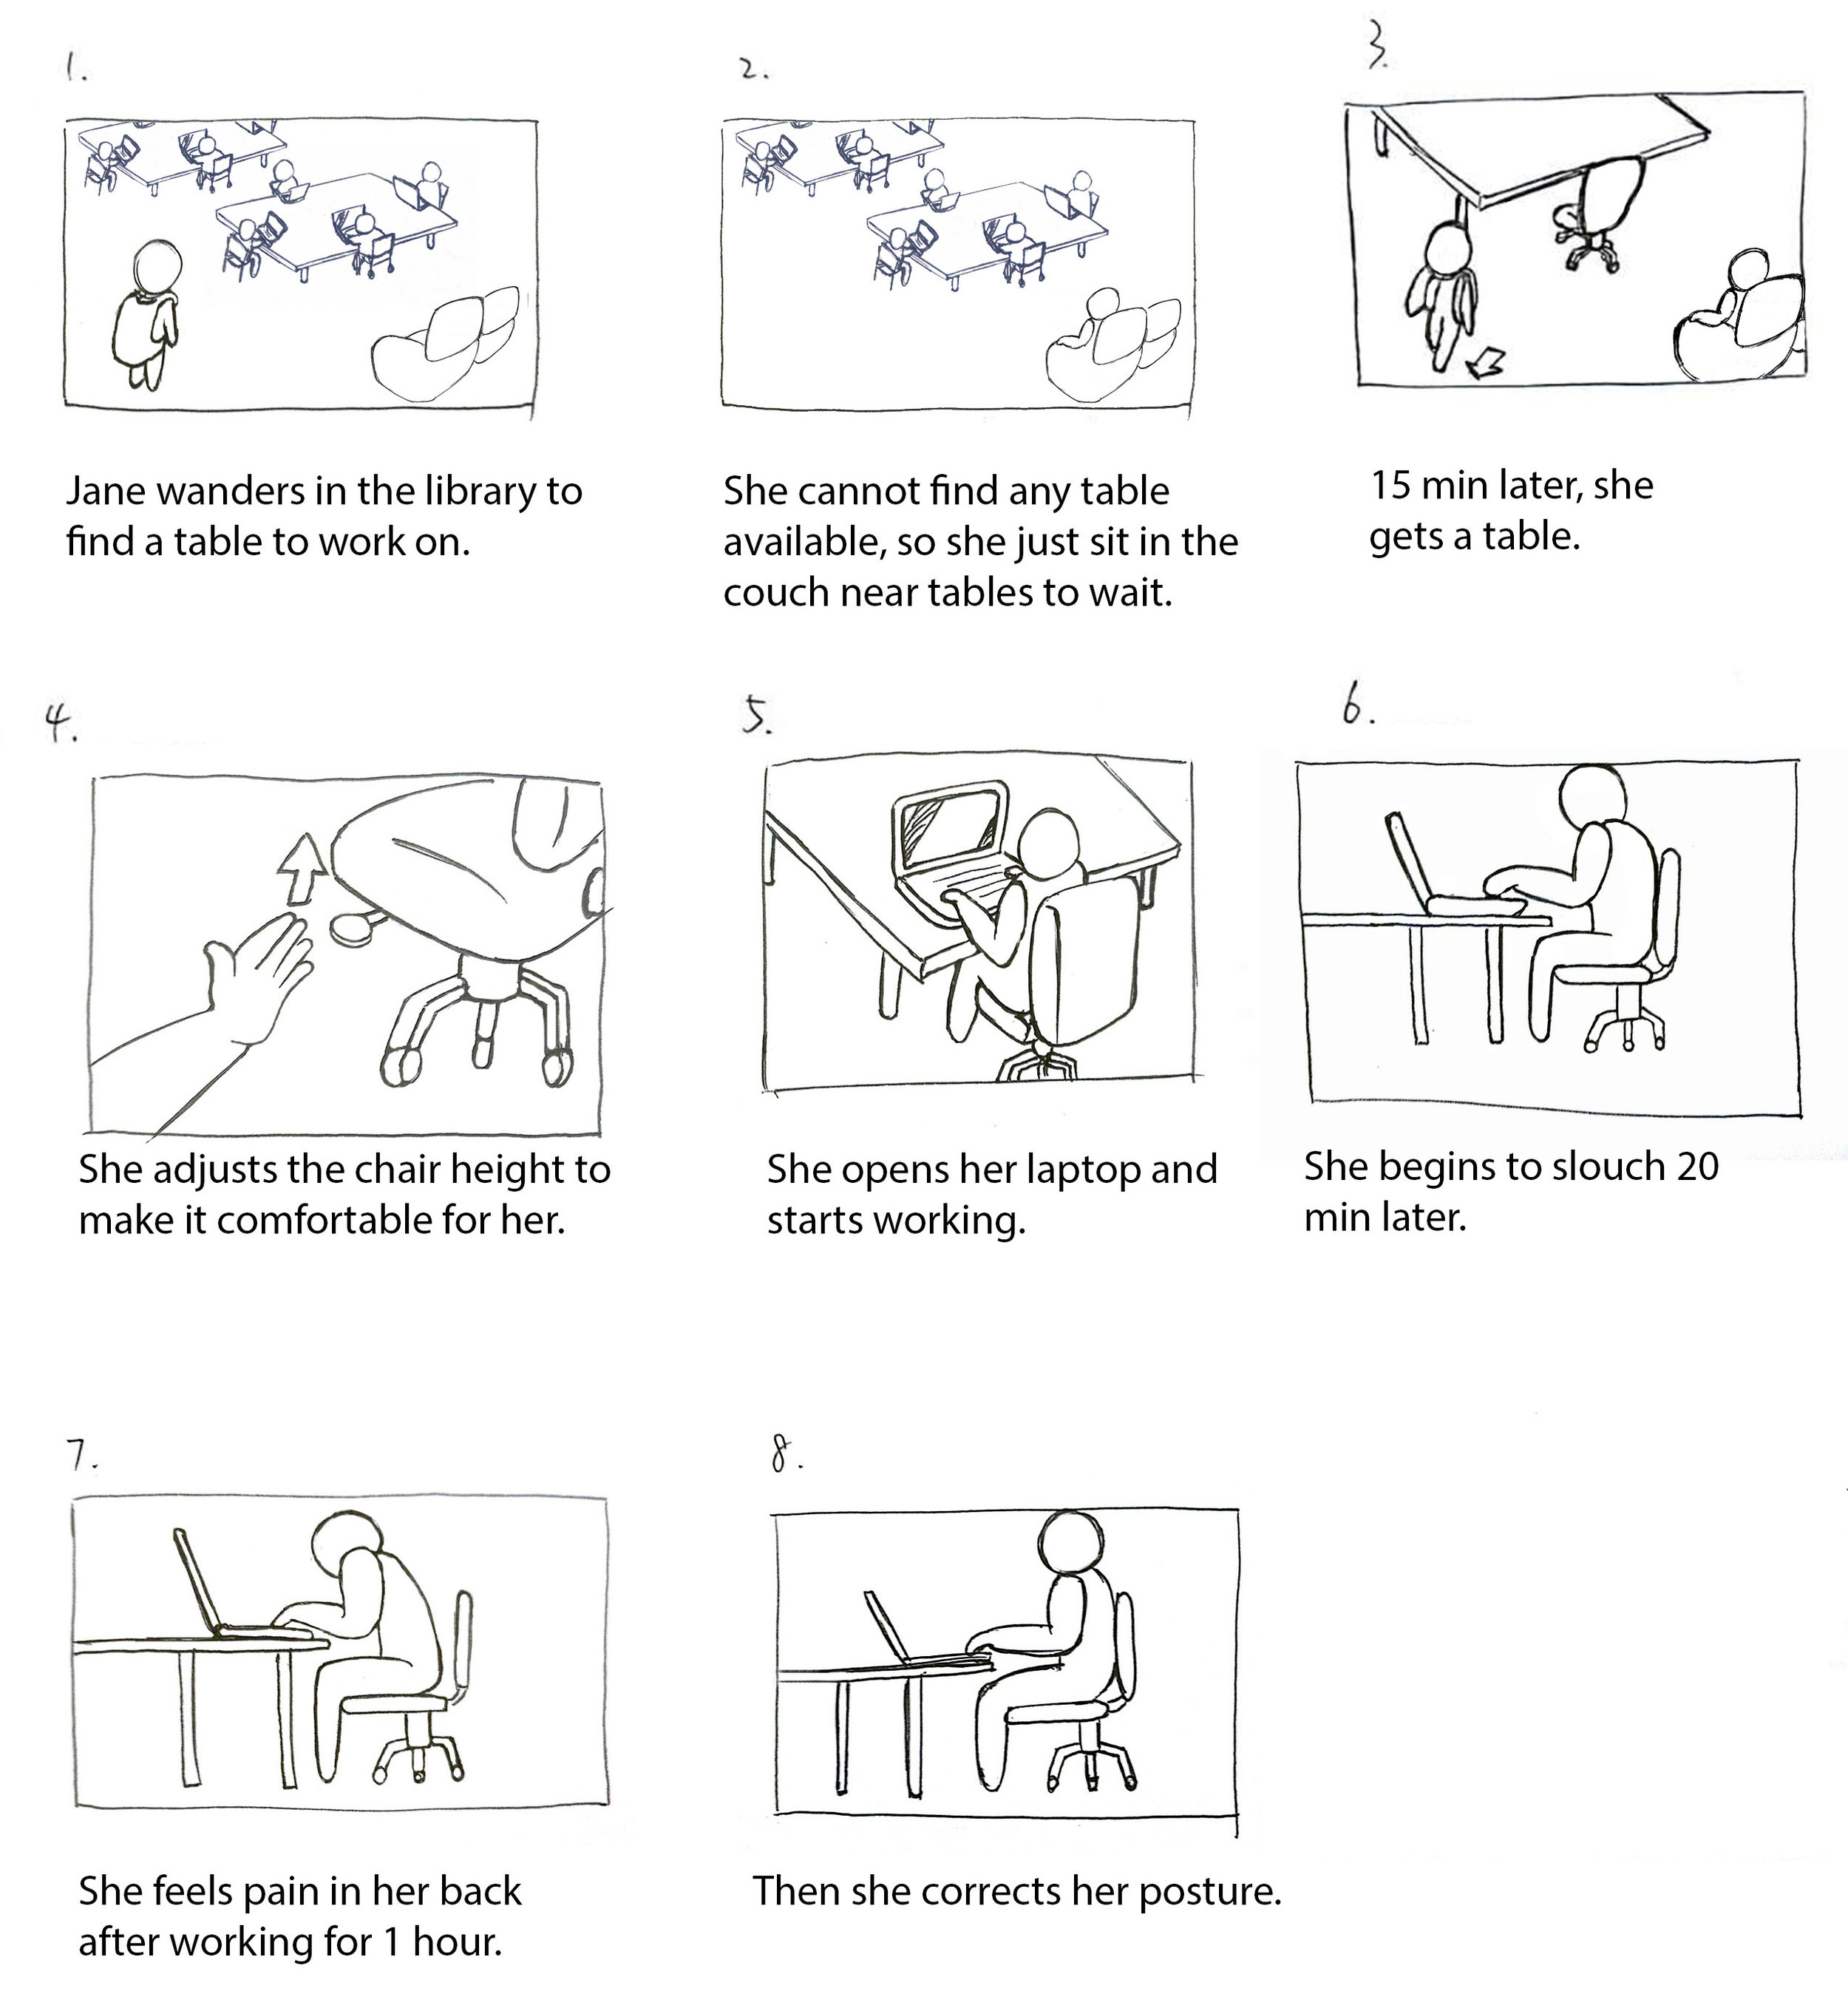 1.
Jane wanders in the library to
find a table to work on.
2.
She cannot find any table
available, so she just sit in the
couch near tables to wait.
3.
15 min later, she
gets a table.
4.
She adjusts the chair height to
make it comfortable for her.
5.
She opens her laptop and
starts working.
6.
She begins to slouch 20
min later.
7.
She feels pain in her back
after working for 1 hour.
8.
Then she corrects her posture.